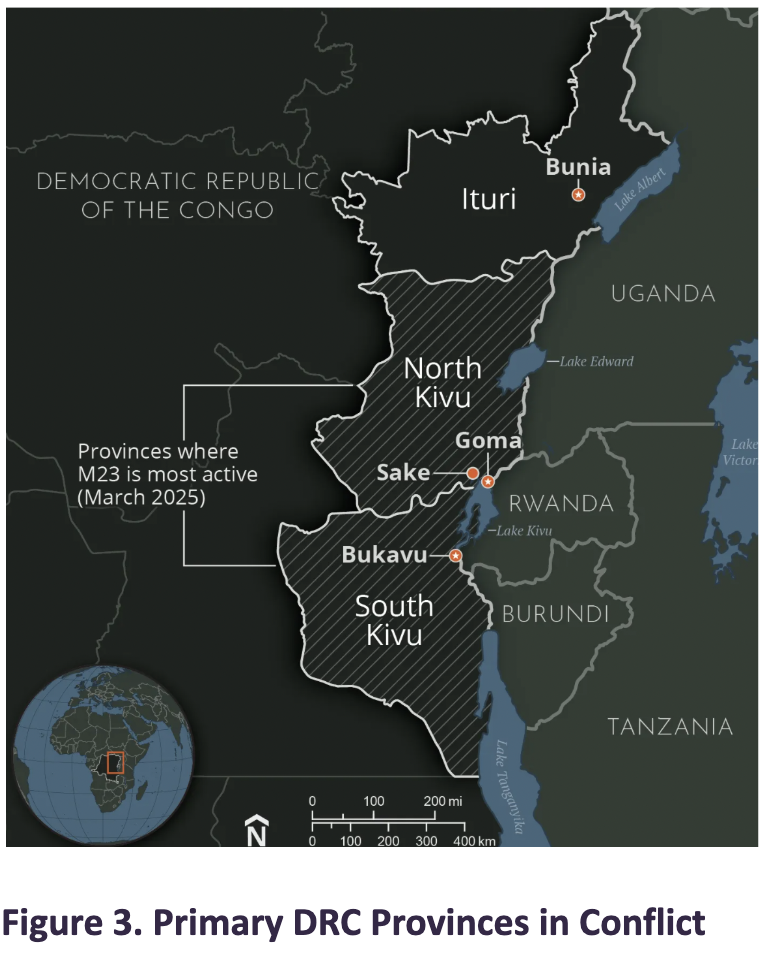 DEMOCRATIC REPUBLIC
OF THE CONGO
Bunia
Ituri
Lake Albert
UGANDA
North
Kivu
Lake Edward
Goma
Sake
Lake
Provinces where
M23 is most active
(March 2025)
RWANDA
Lake Kivu
Bukavu
South
Kivu
BURUNDI
TANZANIA
Lake Tanganyika
N
0 100 200 mi
0 100 200 300 400 km
Figure 3. Primary DRC Provinces in Conflict